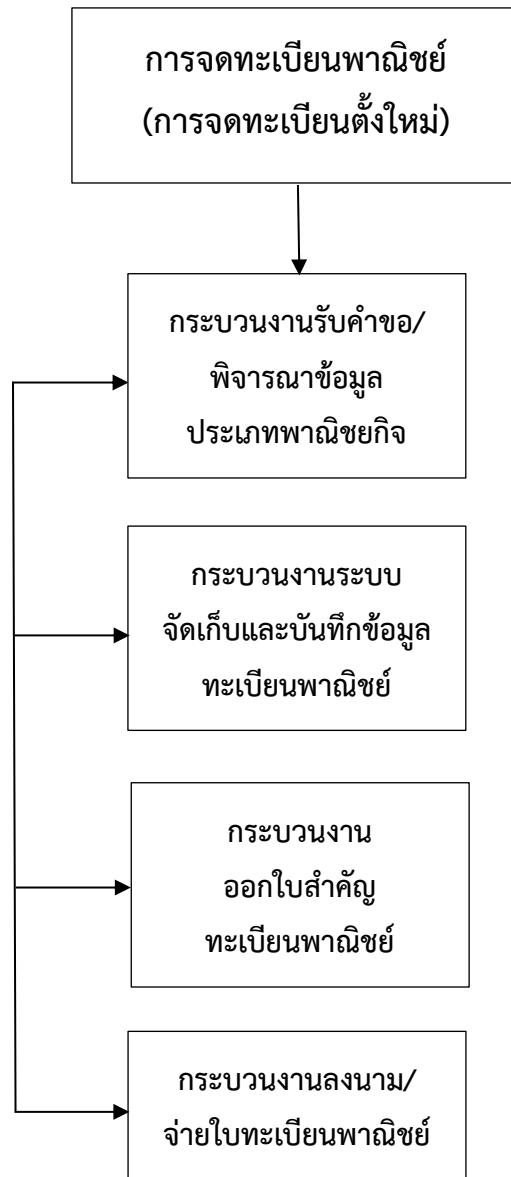 การจดทะเบียนพาณิชย์
(การจดทะเบียนตั้งใหม่)
กระบวนงานรับคำขอ/
พิจารณาข้อมูล
ประเภทพาณิชยกิจ
กระบวนงานระบบ
จัดเก็บและบันทึกข้อมูล
ทะเบียนพาณิชย์
กระบวนงาน
ออกใบสำคัญ
ทะเบียนพาณิชย์
กระบวนงานลงนาม/
จ่ายใบทะเบียนพาณิชย์